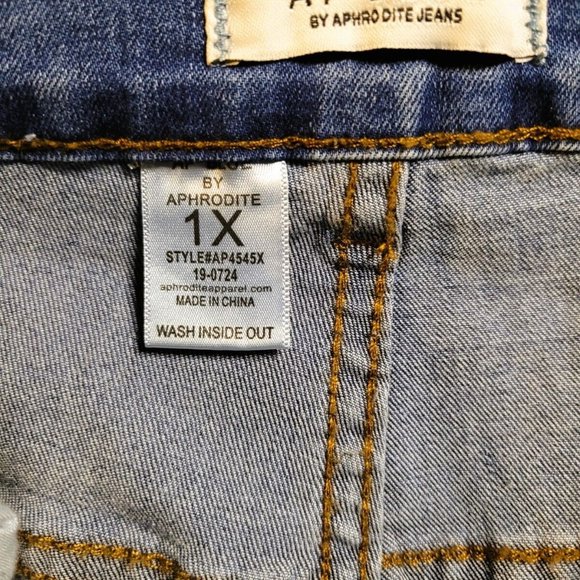 BY APHRODITE JEANS
BY
APHRODITE
1X
STYLE#AP4545X
19-0724
aphroditeapparel.com
MADE IN CHINA
WASH INSIDE OUT